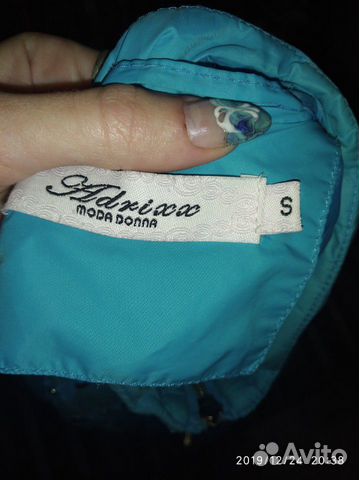 Adrixx
MODA DONNA
S
2019/12/24 20:38
Avito